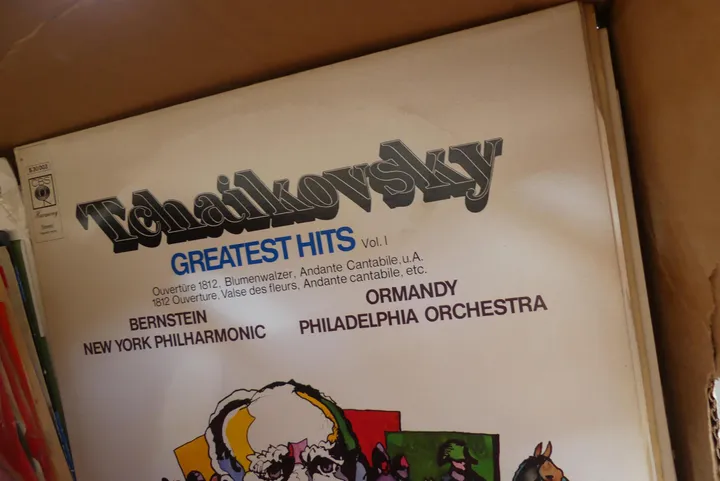 CBS
Tchaikovsky
GREATEST HITS Vol. I
Ouvertüre 1812, Blumenwalzer, Andante Cantabile, u.A.
1812 Ouverture, Valse des fleurs, Andante cantabile, etc.
BERNSTEIN
NEW YORK PHILHARMONIC
ORMANDY
PHILADELPHIA ORCHESTRA